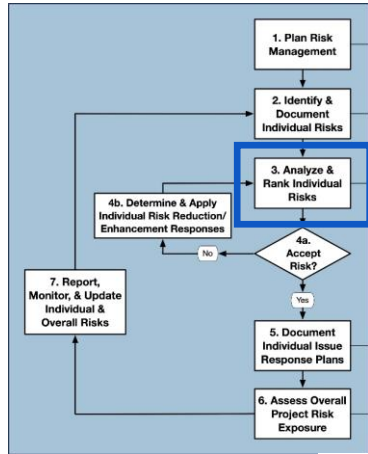 1. Plan Risk
Management
2. Identify &
Document
Individual Risks
3. Analyze &
Rank Individual
Risks
4b. Determine & Apply
Individual Risk Reduction/
Enhancement Responses
4a.
Accept
Risk?
No
Yes
7. Report,
Monitor, & Update
Individual &
Overall Risks
5. Document
Individual Issue
Response Plans
6. Assess Overall
Project Risk
Exposure